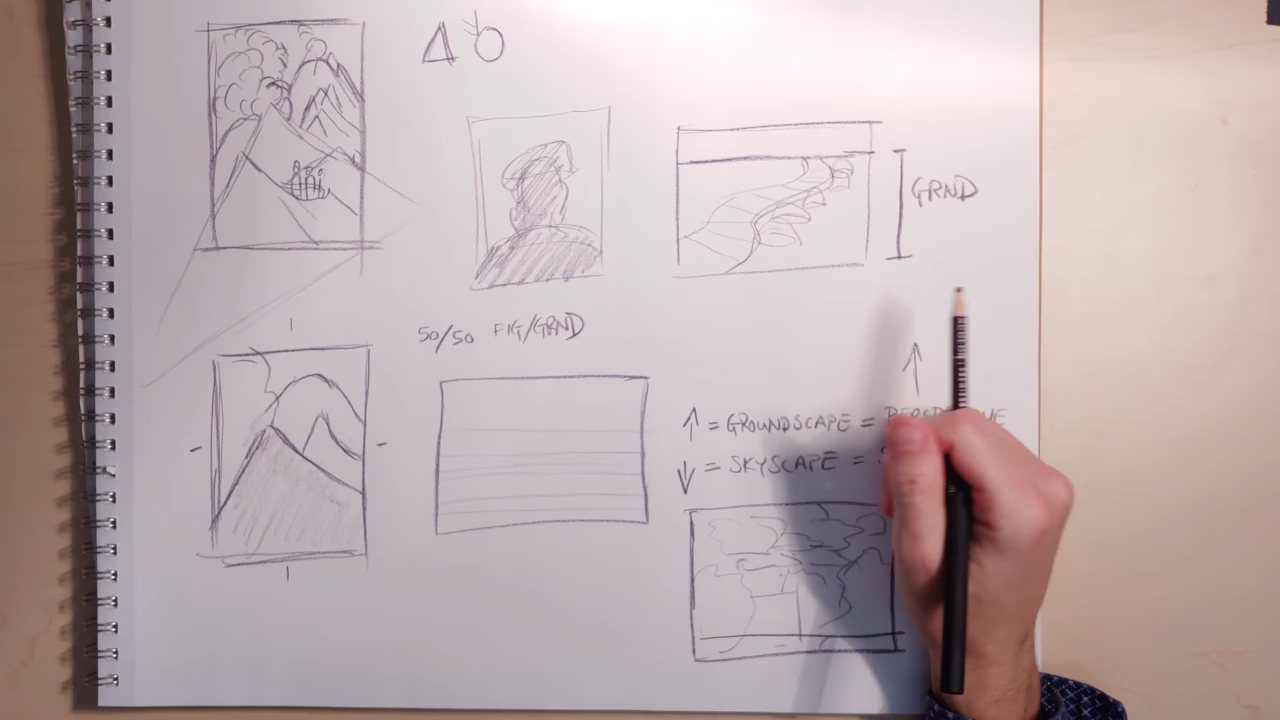 GRND
50/50 FIG/GRND
↑ = GROUNDSCAPE =
↓ = SKYSCAPE =